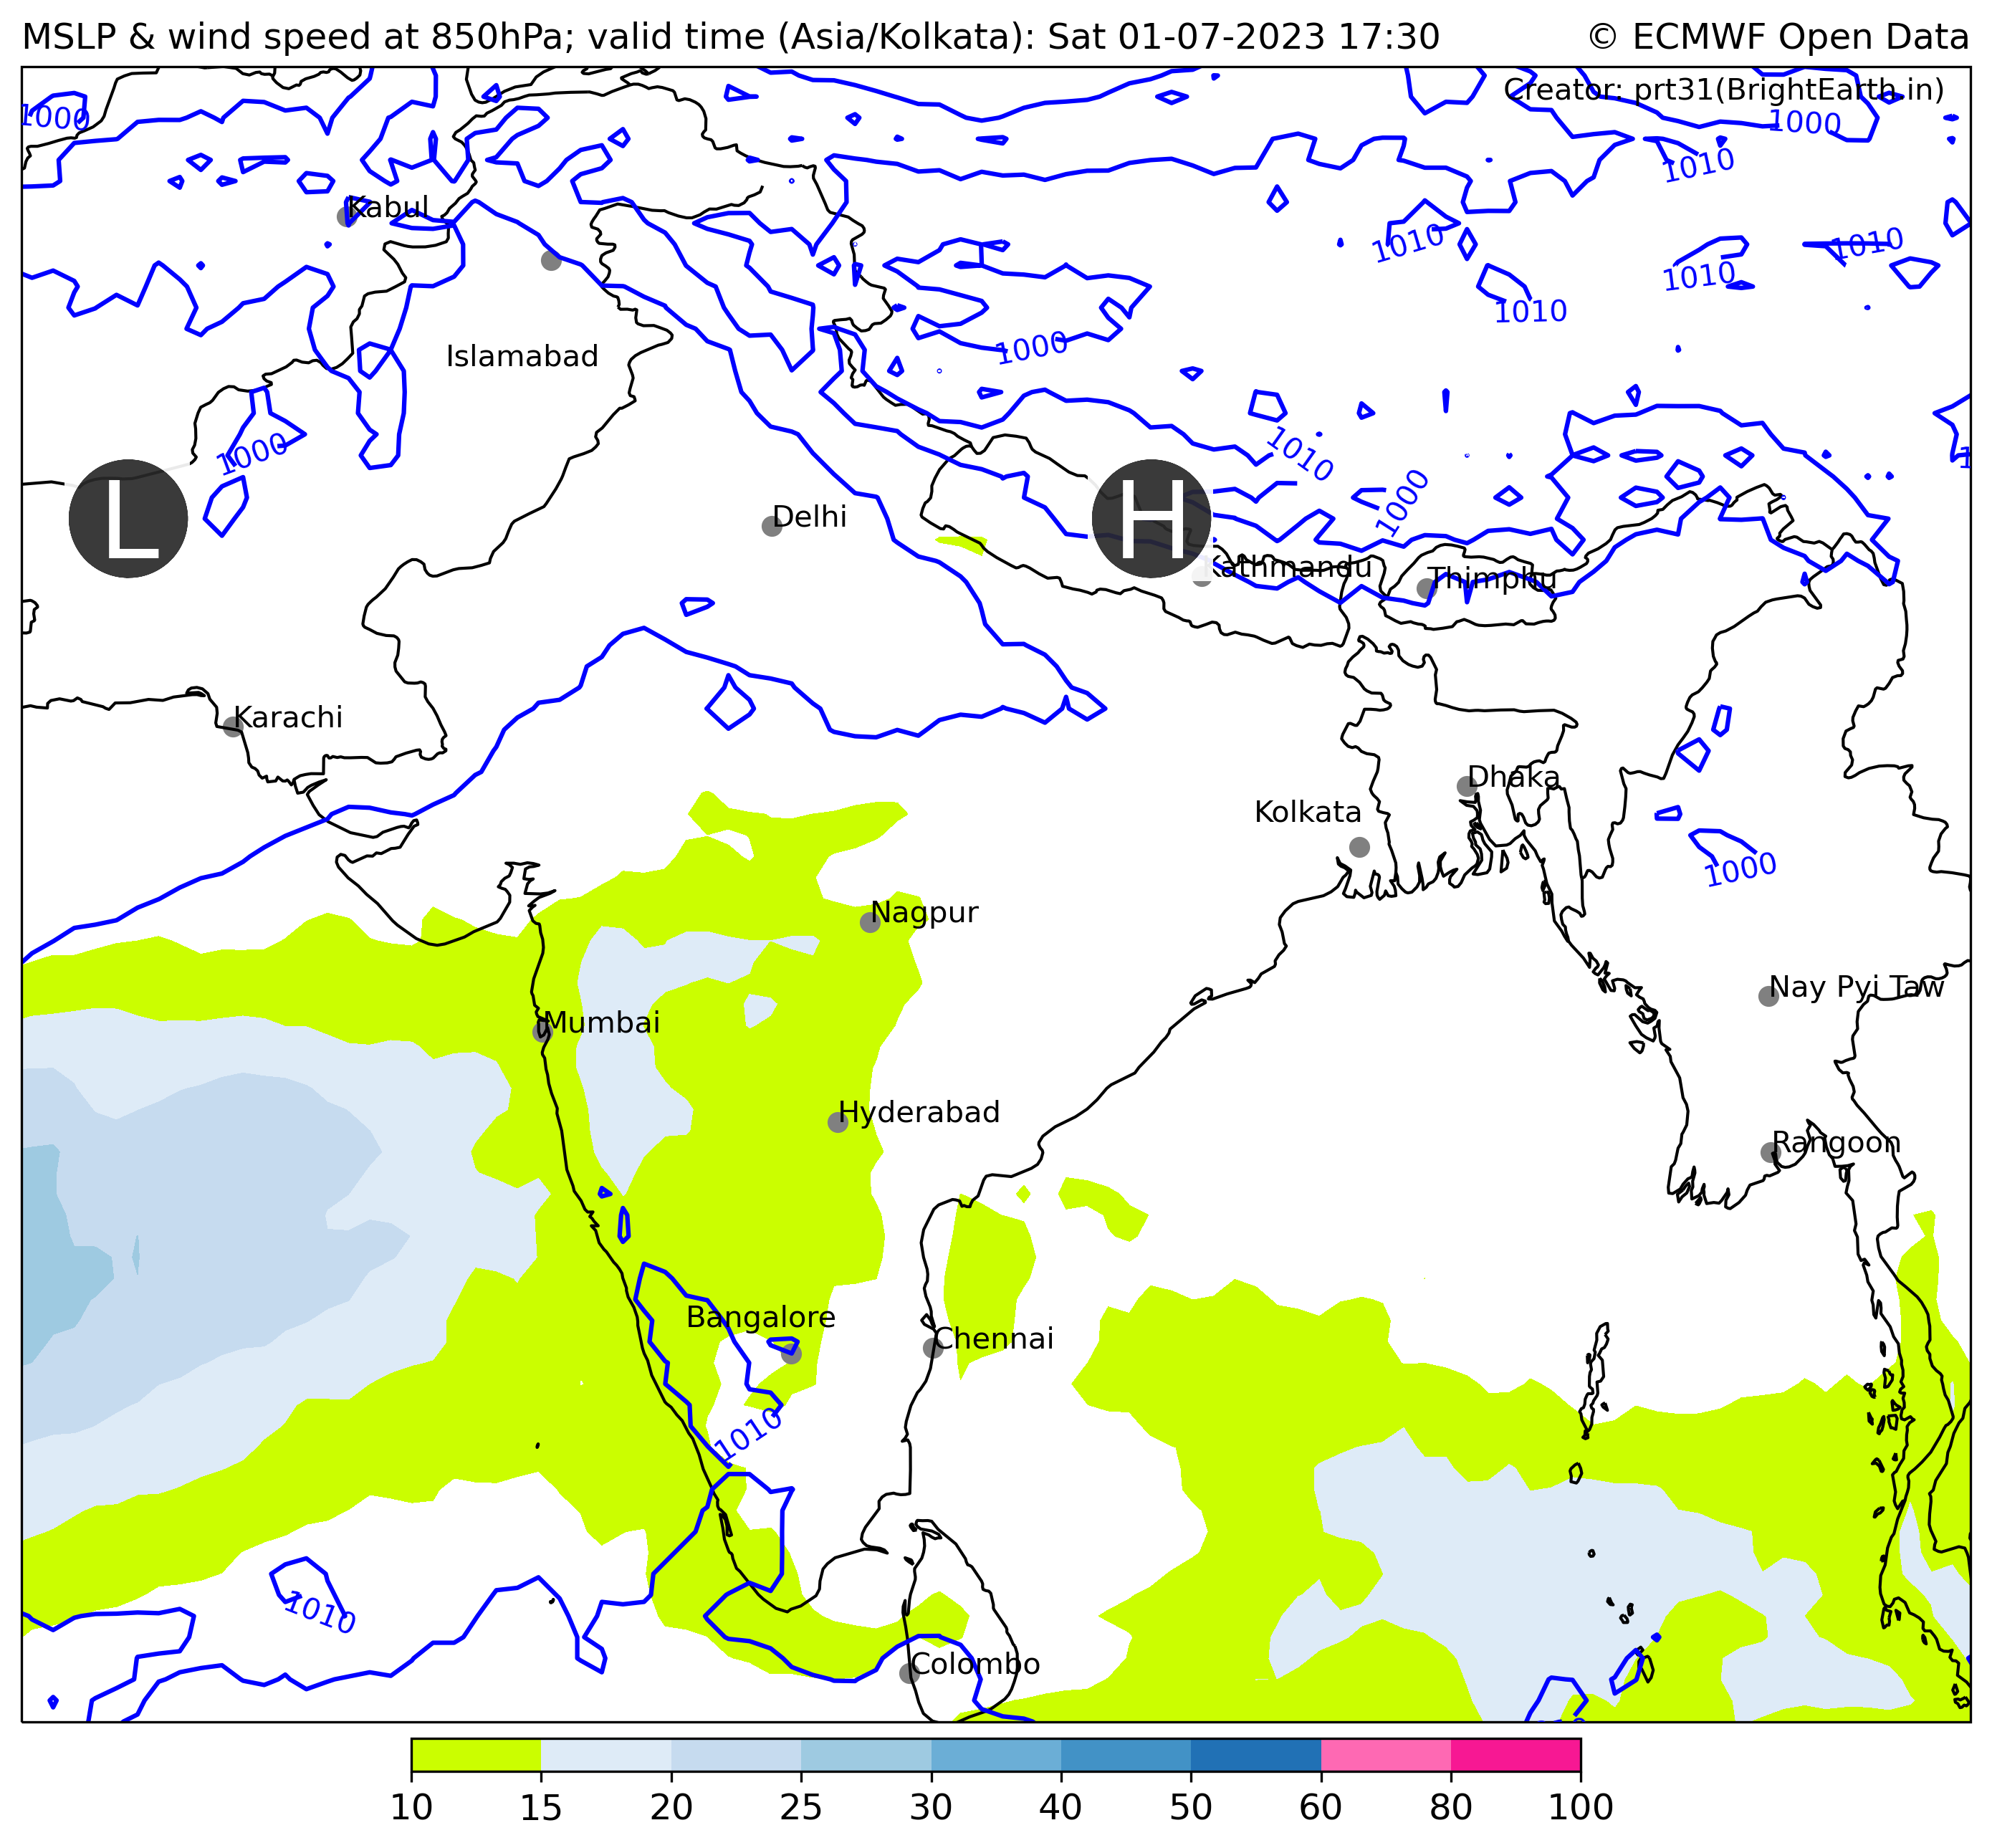 MSLP & wind speed at 850hPa; valid time (Asia/Kolkata): Sat 01-07-2023 17:30
© ECMWF Open Data
Creator: prt31(BrightEarth.in)
1000
1000
1010
Kabul
1010
1010
1010
1010
1000
Islamabad
1000
1010
1000
L
H
Delhi
Kathmandu
Thimphu
Karachi
Dhaka
Kolkata
1000
Nagpur
Nay Pyi Taw
Mumbai
Hyderabad
Rangoon
Bangalore
Chennai
1010
1010
Colombo
10 15 20 25 30 40 50 60 80 100